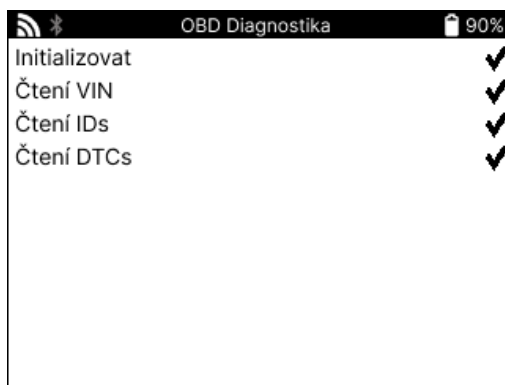 OBD Diagnostika 90%
Initializovat
Čtení VIN
Čtení IDs
Čtení DTCs